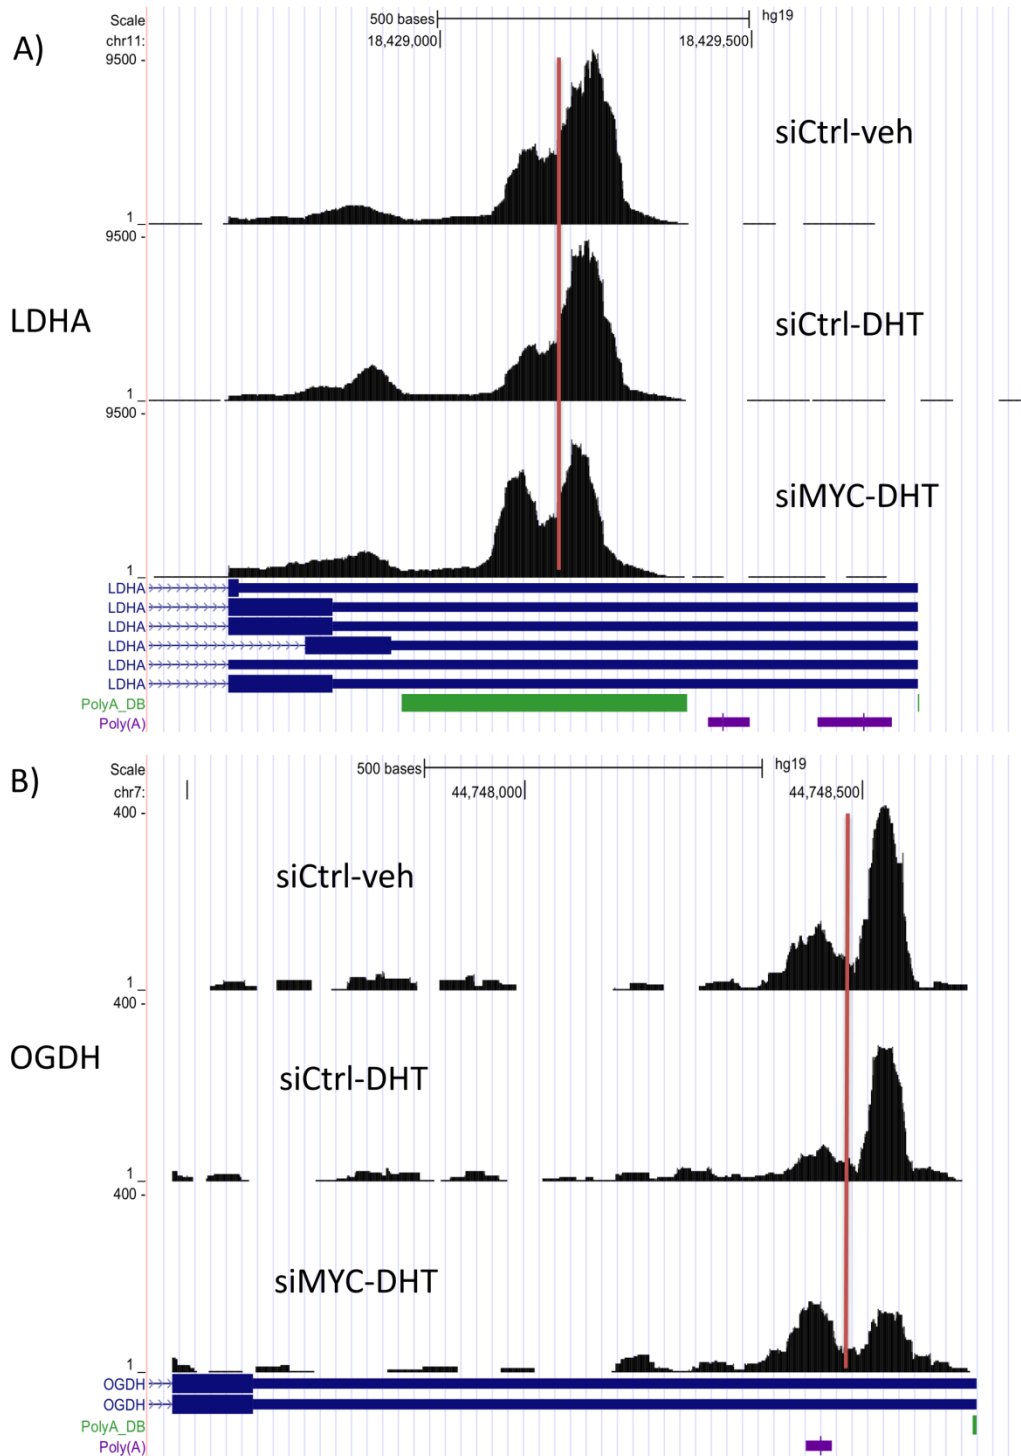 A)
Scale 500 bases hg19
chr11: 18,429,000 18,429,500
9500 -
siCtrl-veh
1 _
9500 -
LDHA
siCtrl-DHT
1 _
9500 -
siMYC-DHT
1 _
LDHA
LDHA
LDHA
LDHA
LDHA
LDHA
PolyA_DB
Poly(A)
B)
Scale 500 bases hg19
chr7: 44,748,000 44,748,500
400 -
siCtrl-veh
1 _
400 -
OGDH
siCtrl-DHT
1 _
400 -
siMYC-DHT
1 _
OGDH
OGDH
PolyA_DB
Poly(A)